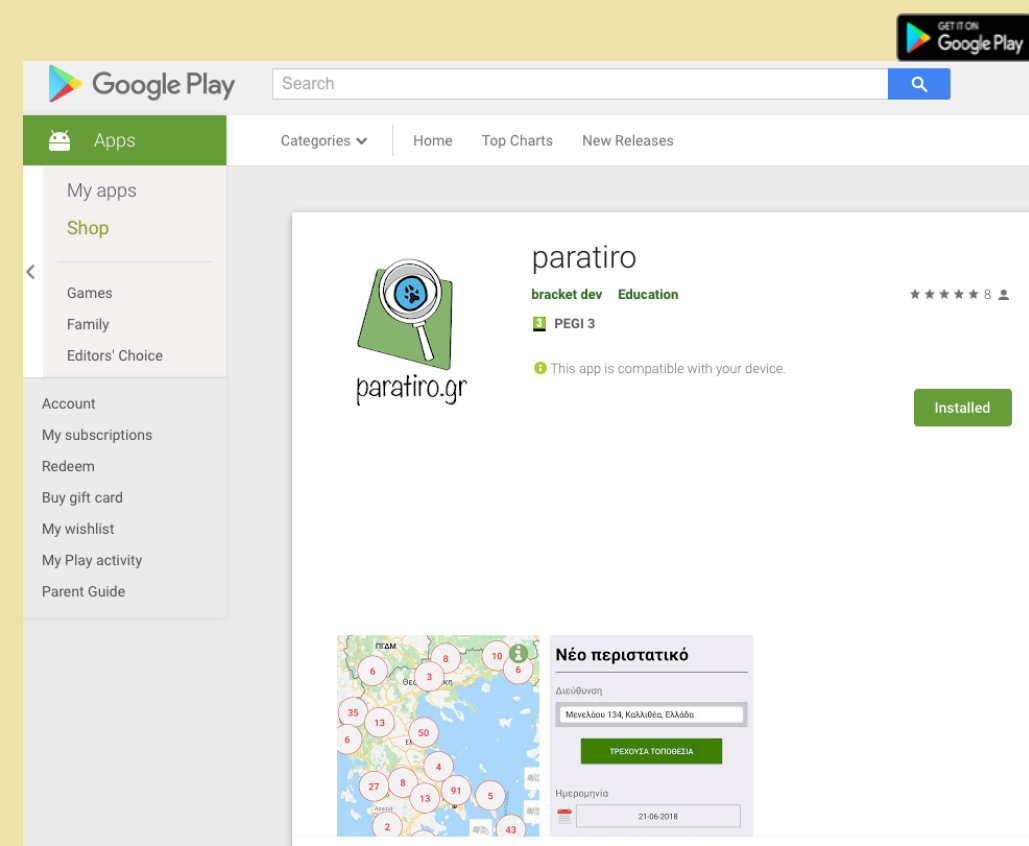 GET IT ON
Google Play
Google Play
Search
Apps
Categories
Home
Top Charts
New Releases
My apps
Shop
Games
Family
Editors' Choice
Account
My subscriptions
Redeem
Buy gift card
My wishlist
My Play activity
Parent Guide
paratiro.gr
paratiro
bracket dev Education
8
3 PEGI 3
This app is compatible with your device.
Installed
ΠΓΔΜ
8
10
6
6
3
Θεσ
κη
35
13
6
50
4
27
8
13
91
5
2
43
Νέο περιστατικό
Διεύθυνση
Μενελάου 134, Καλλιθέα, Ελλάδα
ΤΡΕΧΟΥΣΑ ΤΟΠΟΘΕΣΙΑ
Ημερομηνία
21-06-2018